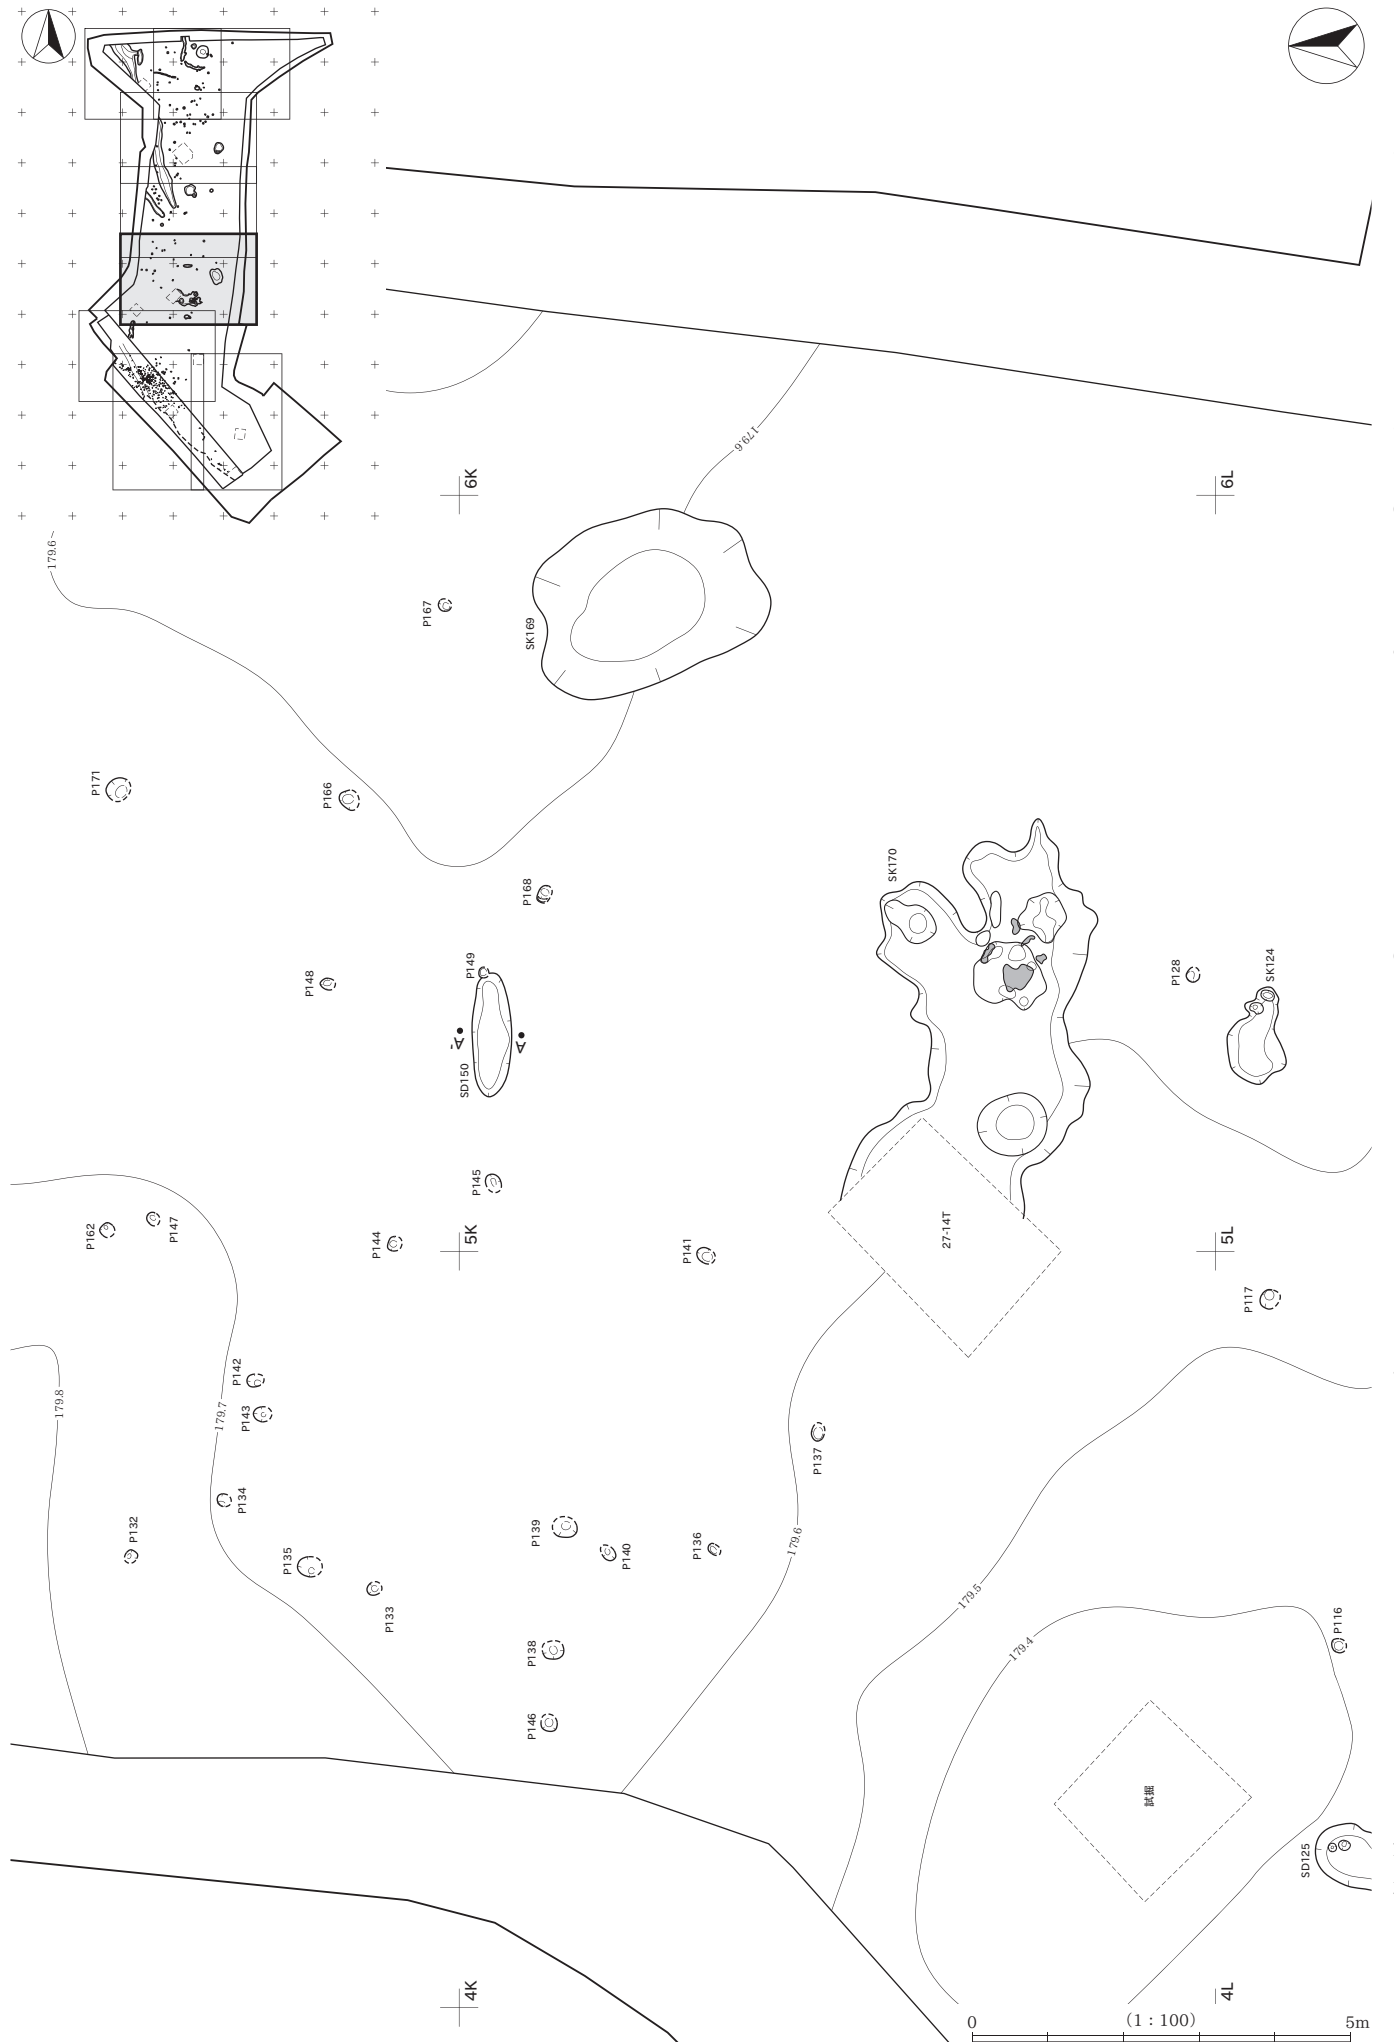 6K
6L
179.6
179.6
P167
SK169
P171
P166
P168
SK170
P148
P149
SD150
A'
A
P128
SK124
P145
P162
P147
P144
5K
P141
27-14T
5L
P117
179.8
P142
179.7
P143
P137
P134
P132
P135
P133
P139
P140
P136
179.6
179.5
179.4
P138
P116
P146
試掘
SD125
4K
4L
0
(1:100)
5m